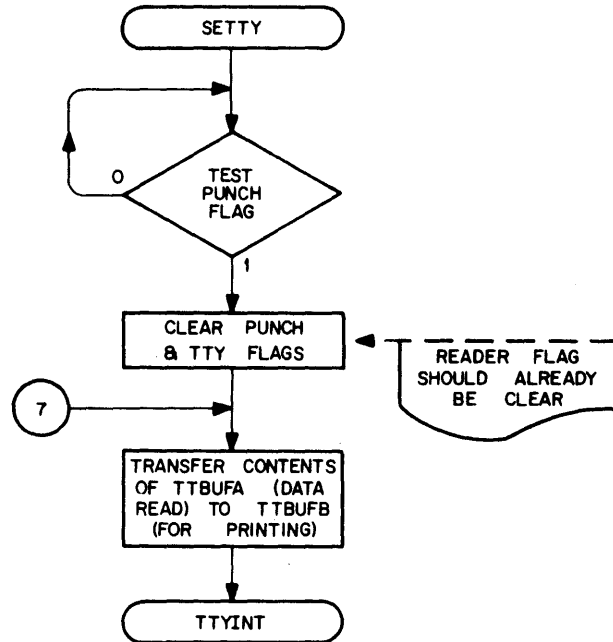 SETTY
0
TEST
PUNCH
FLAG
1
CLEAR PUNCH
& TTY FLAGS
READER FLAG
SHOULD ALREADY
BE CLEAR
7
TRANSFER CONTENTS
OF TTBUFA (DATA
READ) TO TTBUFB
(FOR PRINTING)
TTYINT